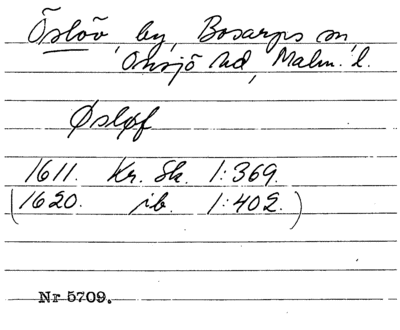 Öslöv, by, Bosarps sn,
Onsjö hd, Malm. l.
Øsløf
1611. Kr. Sk. 1:369.
(1620. ib. 1:402.)
Nr 5709.